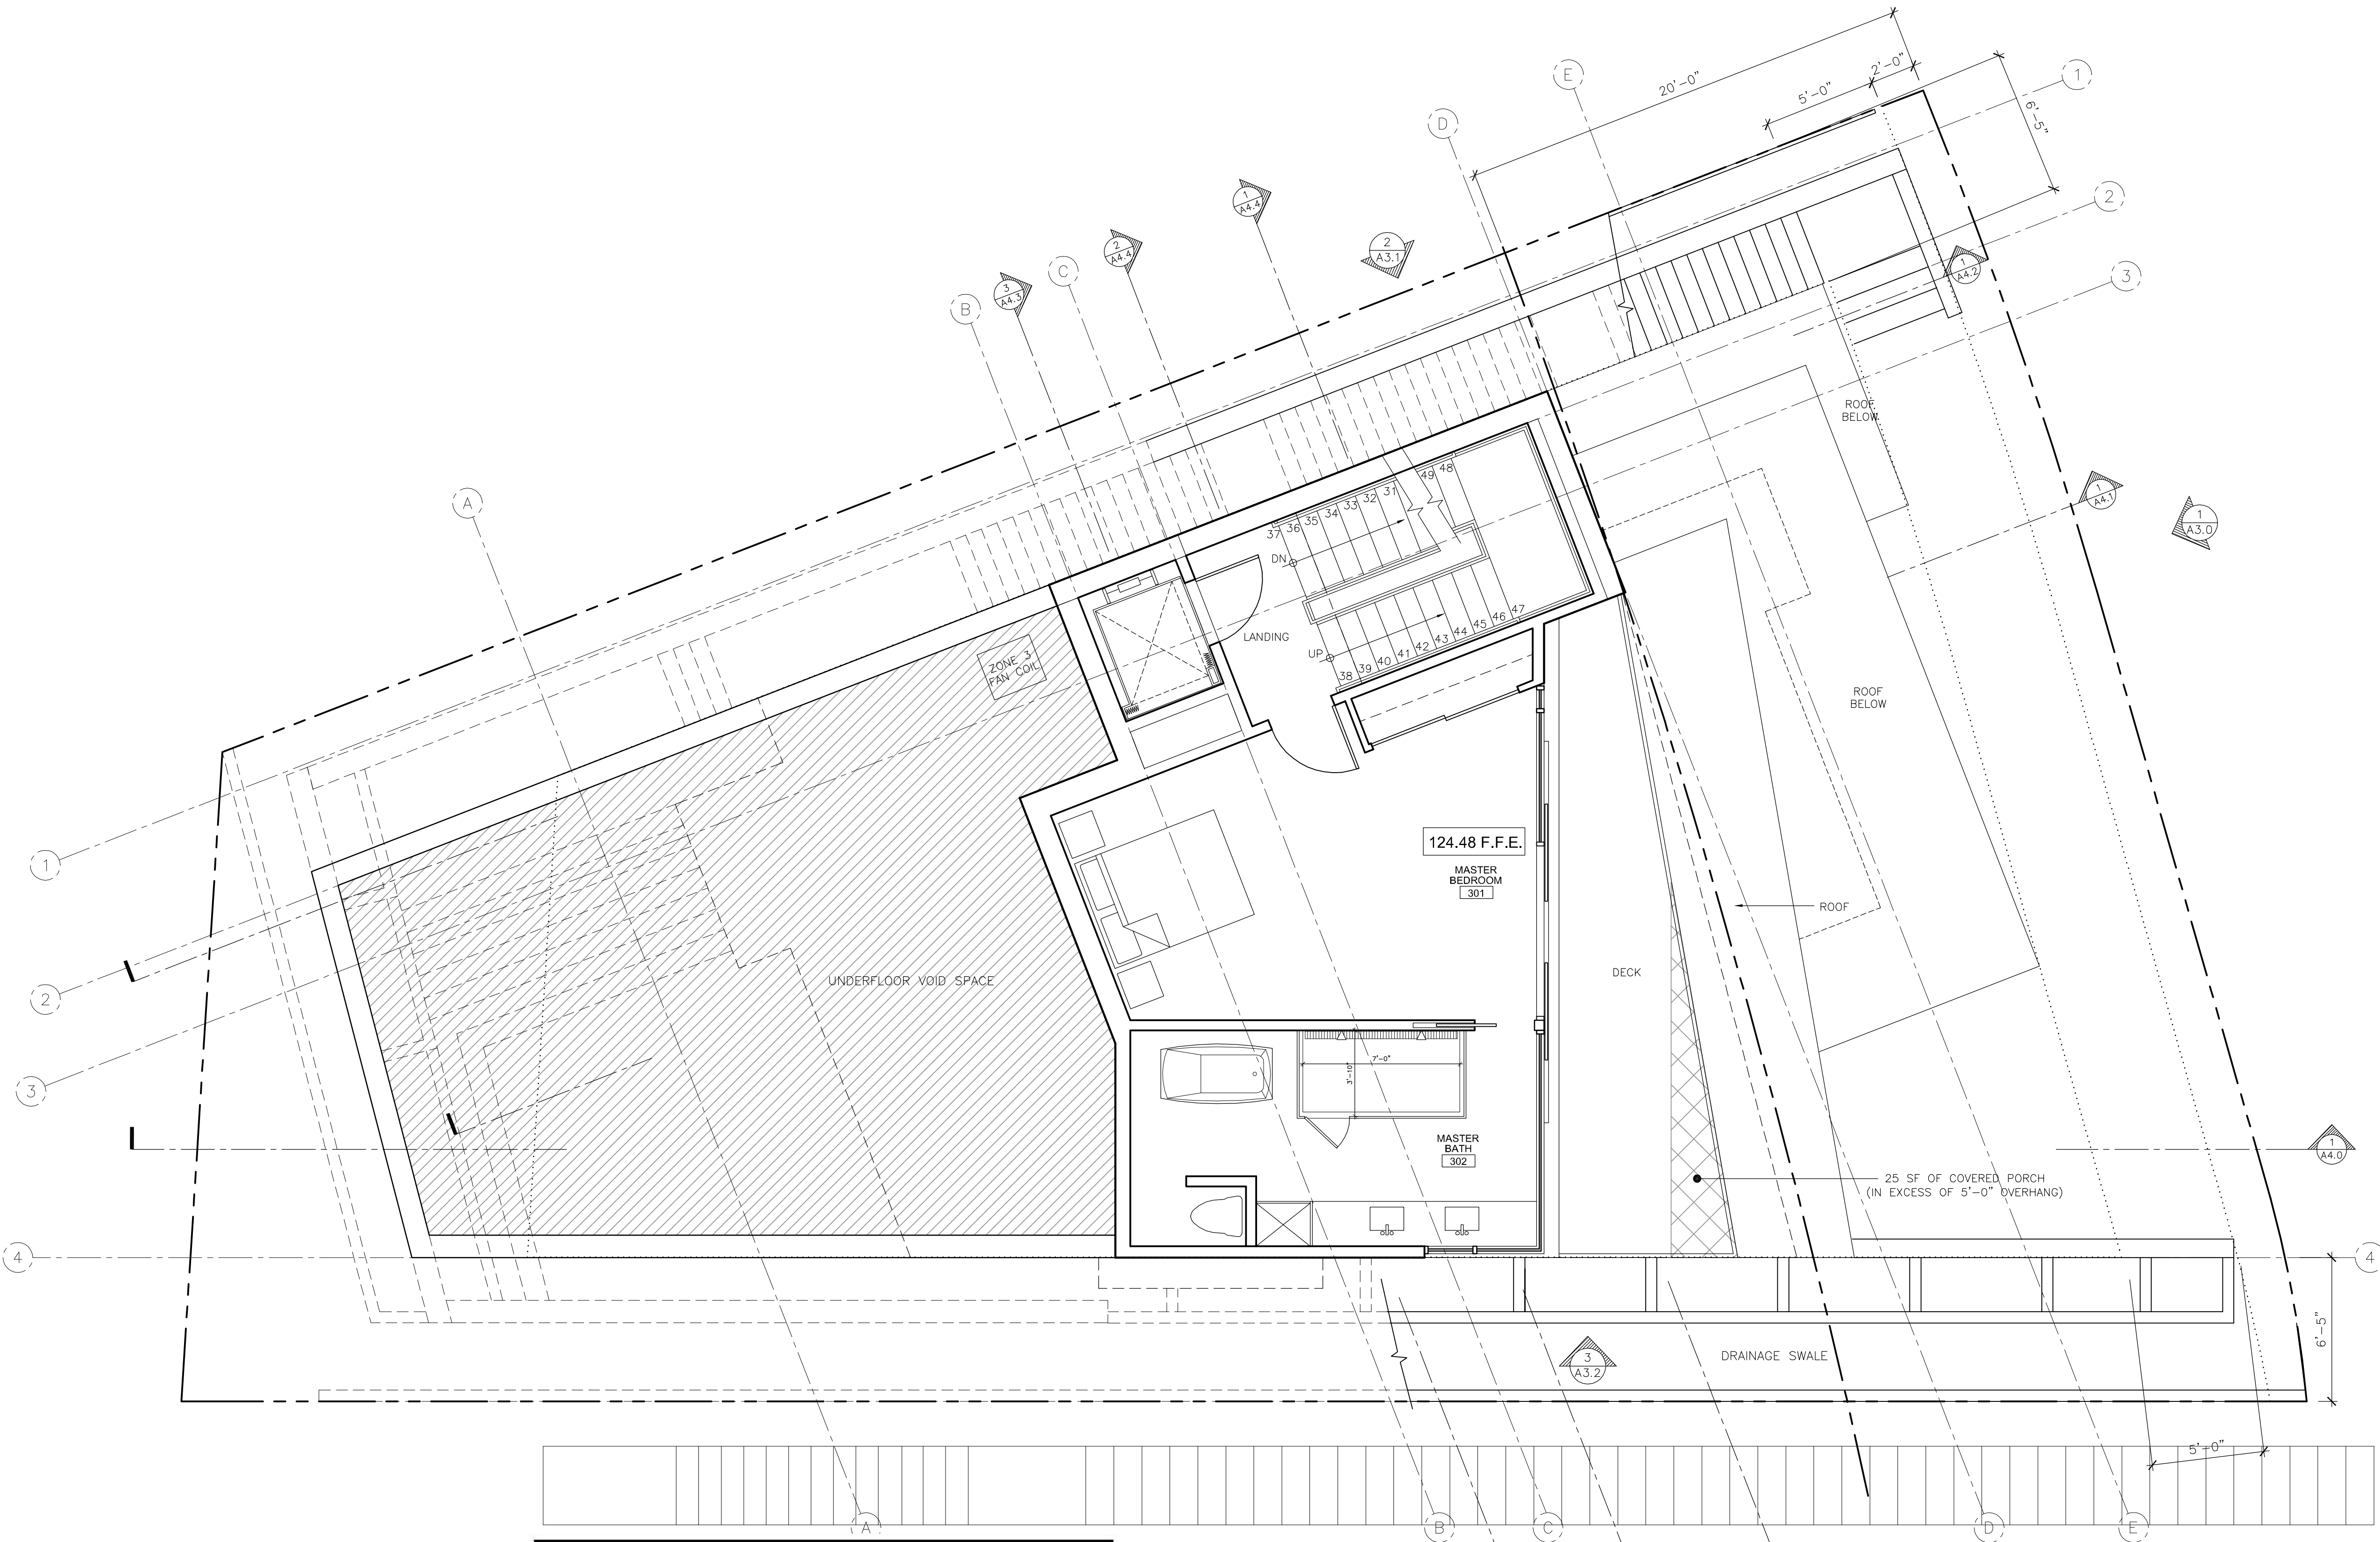 20'-0"
5'-0"
2'-0"
6'-5"
E
1
D
2
1
A4.4
2
A3.1
2
A4.4
C
1
A4.2
3
3
A4.3
B
ROOF
BELOW
A
49 48
37 36 35 34 33 32 31
DN
1
A4.1
1
A3.0
LANDING
UP
38 39 40 41 42 43 44 45 46 47
ZONE 3
FAN COIL
ROOF
BELOW
124.48 F.F.E.
MASTER
BEDROOM
301
1
ROOF
UNDERFLOOR VOID SPACE
DECK
2
3
7'-0"
3'-10"
MASTER
BATH
302
1
A4.0
25 SF OF COVERED PORCH
(IN EXCESS OF 5'-0" OVERHANG)
4
4
6'-5"
3
A3.2
DRAINAGE SWALE
5'-0"
A
B
C
D
E